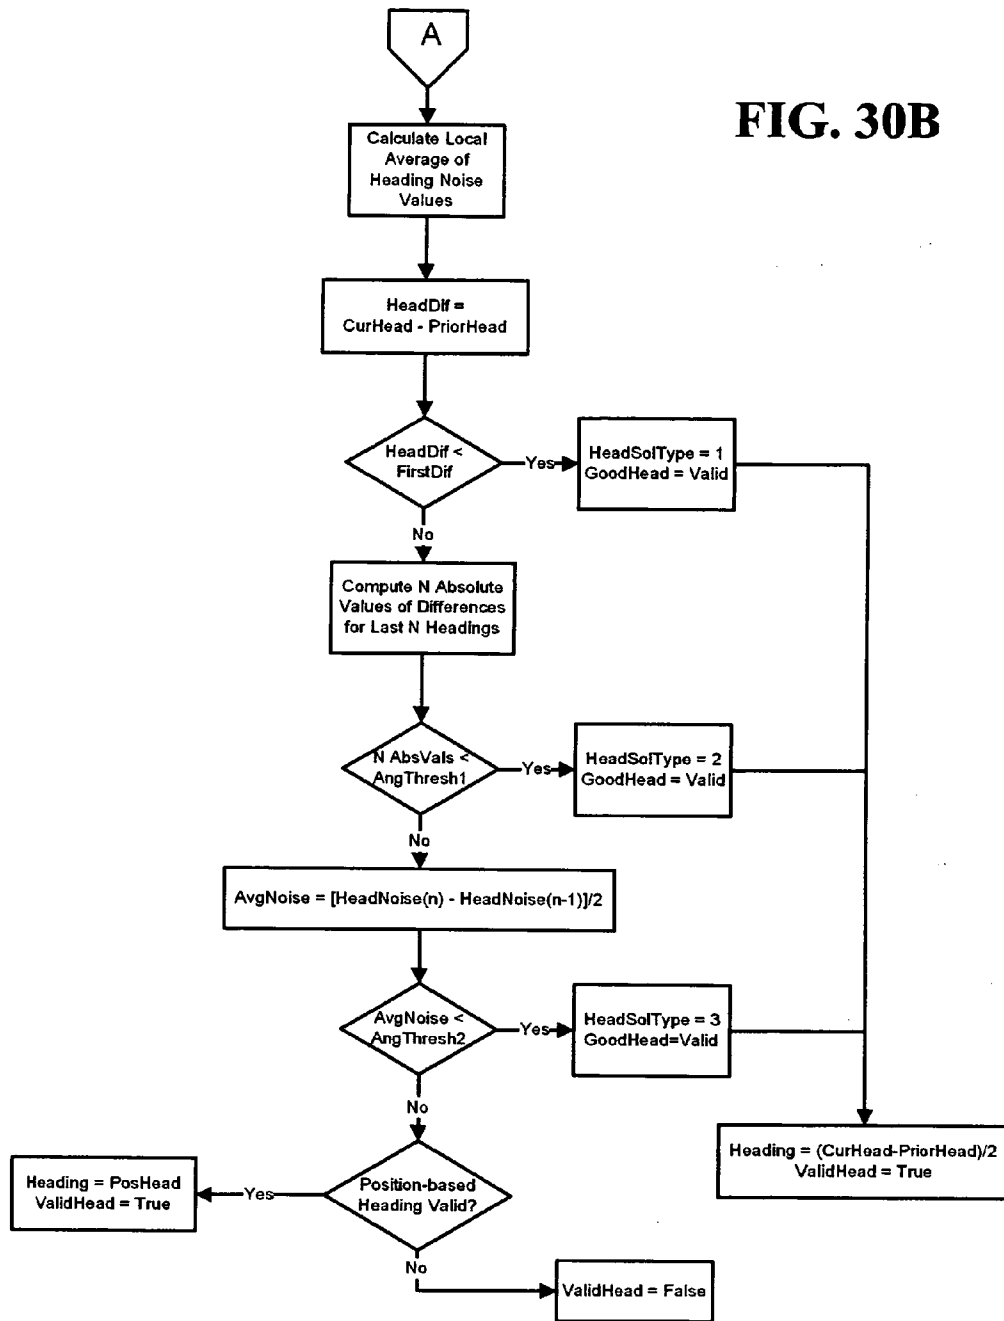 A
FIG. 30B
Calculate Local
Average of
Heading Noise
Values
HeadDif =
CurHead - PriorHead
HeadDif <
FirstDif
Yes
HeadSolType = 1
GoodHead = Valid
No
Compute N Absolute
Values of Differences
for Last N Headings
N AbsVals <
AngThresh1
Yes
HeadSolType = 2
GoodHead = Valid
No
AvgNoise = [HeadNoise(n) - HeadNoise(n-1)]/2
AvgNoise <
AngThresh2
Yes
HeadSolType = 3
GoodHead=Valid
No
Heading = (CurHead-PriorHead)/2
ValidHead = True
Position-based
Heading Valid?
Yes
Heading = PosHead
ValidHead = True
No
ValidHead = False